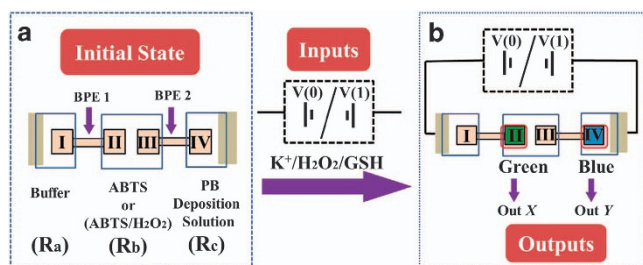 a
Initial State
BPE 1
BPE 2
I
II
III
IV
Buffer
ABTS
or
(ABTS/H₂O₂)
PB
Deposition
Solution
(Ra)
(Rb)
(Rc)
Inputs
V(0)
V(1)
K⁺/H₂O₂/GSH
b
V(0)
V(1)
I
II
III
IV
Green
Blue
Out X
Out Y
Outputs